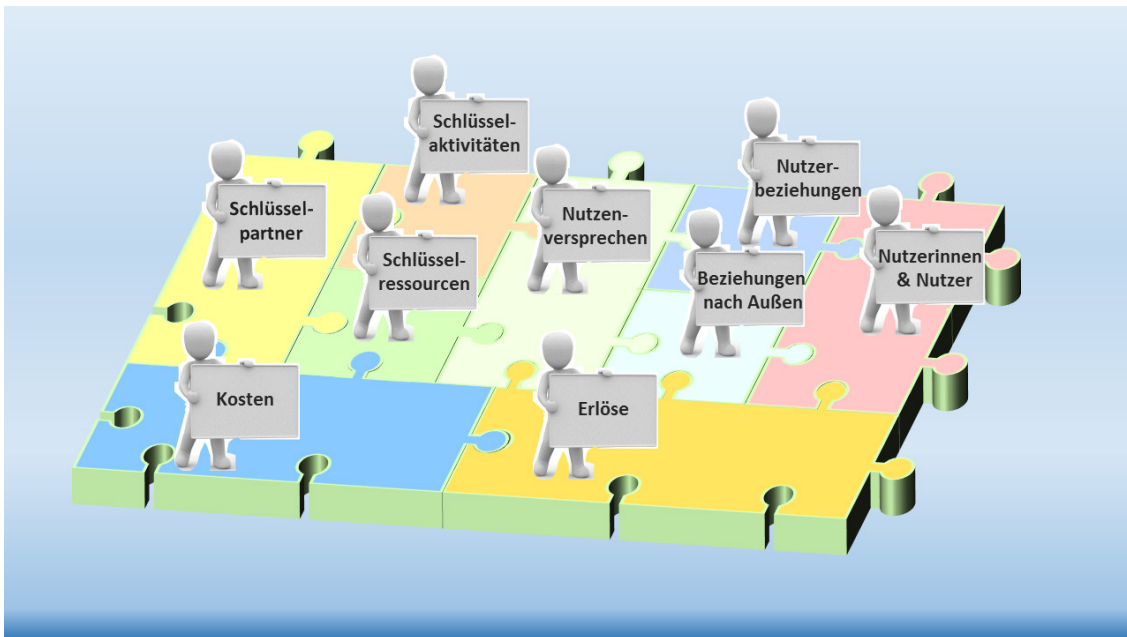 Schlüssel-
aktivitäten
Schlüssel-
partner
Schlüssel-
ressourcen
Nutzen-
versprechen
Nutzer-
beziehungen
Beziehungen
nach Außen
Nutzerinnen
& Nutzer
Kosten
Erlöse